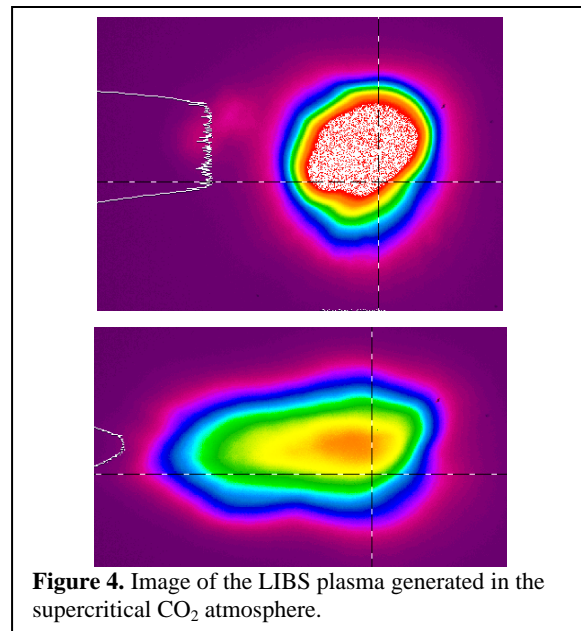 Figure 4. Image of the LIBS plasma generated in the
supercritical CO₂ atmosphere.